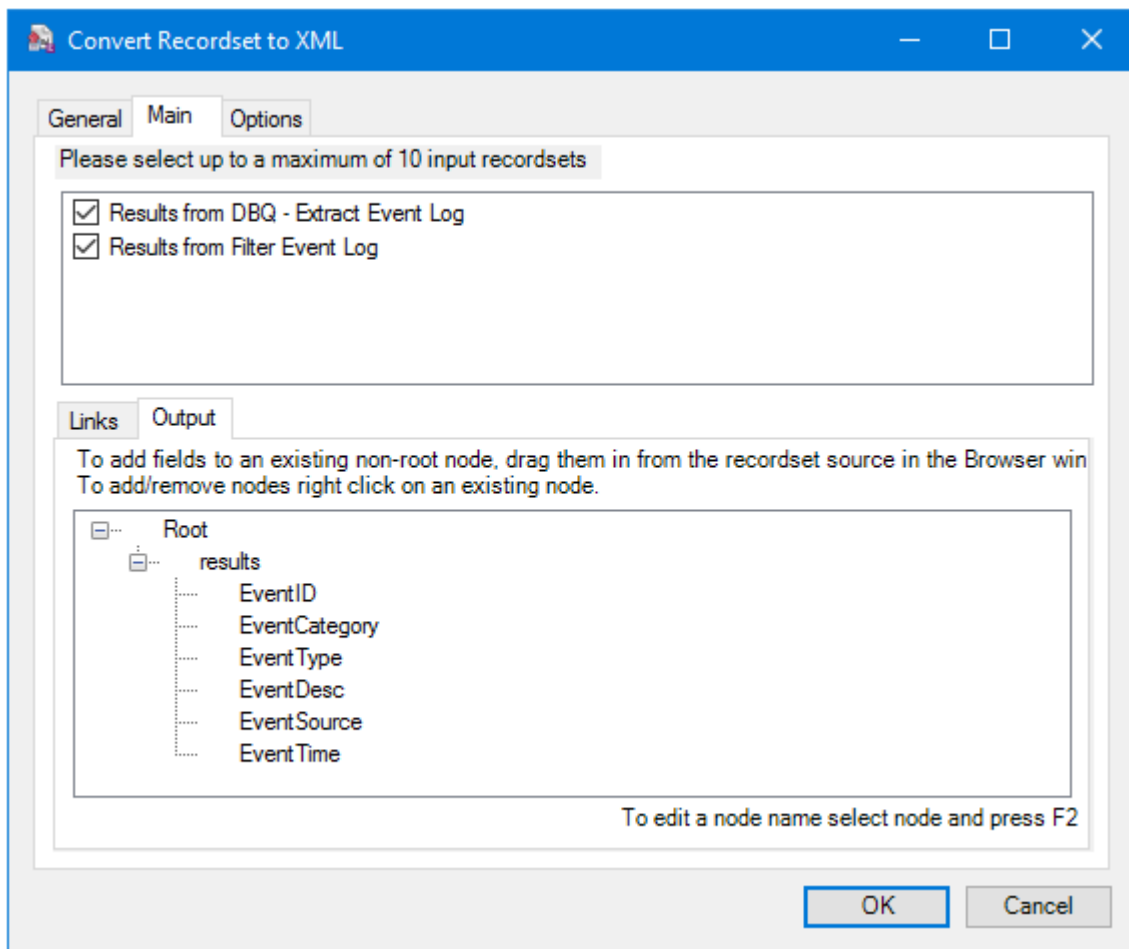 Convert Recordset to XML
General Main Options
Please select up to a maximum of 10 input recordsets
Results from DBQ - Extract Event Log
Results from Filter Event Log
Links Output
To add fields to an existing non-root node, drag them in from the recordset source in the Browser win
To add/remove nodes right click on an existing node.
Root
results
EventID
EventCategory
EventType
EventDesc
EventSource
EventTime
To edit a node name select node and press F2
OK Cancel